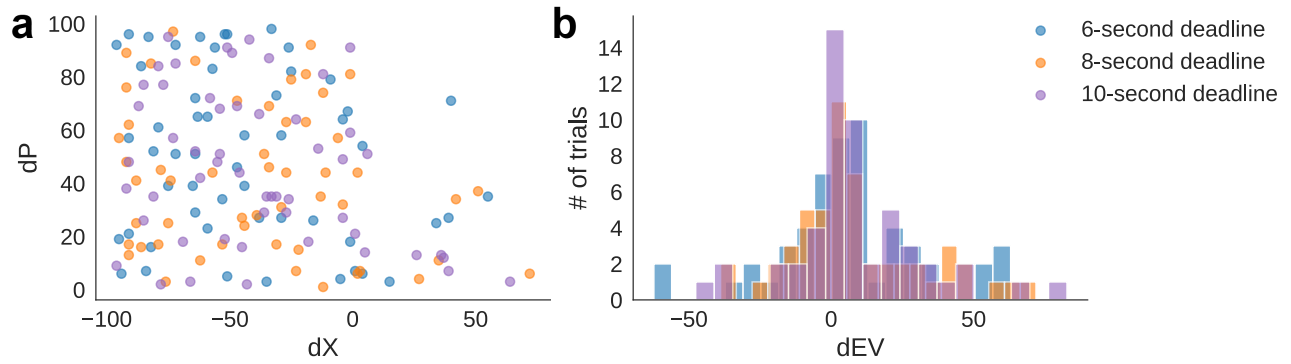 a
100
80
60
40
20
0
dP
−100
−50
0
50
dX
b
14
12
10
8
6
4
2
0
# of trials
−50
0
50
dEV
6-second deadline
8-second deadline
10-second deadline